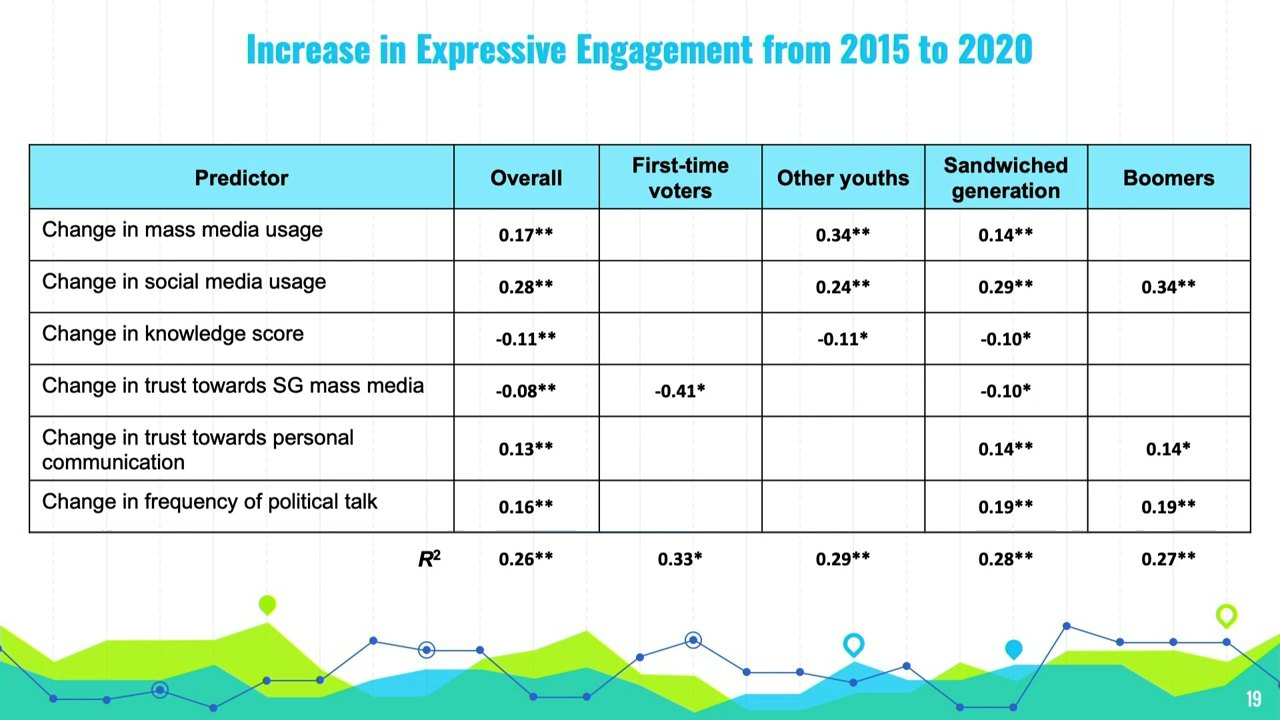 Increase in Expressive Engagement from 2015 to 2020
Predictor Overall First-time voters Other youths Sandwiched generation Boomers
Change in mass media usage 0.17** 0.34** 0.14**
Change in social media usage 0.28** 0.24** 0.29** 0.34**
Change in knowledge score -0.11** -0.11* -0.10*
Change in trust towards SG mass media -0.08** -0.41* -0.10*
Change in trust towards personal communication 0.13** 0.14** 0.14*
Change in frequency of political talk 0.16** 0.19** 0.19**
R² 0.26** 0.33* 0.29** 0.28** 0.27**
19